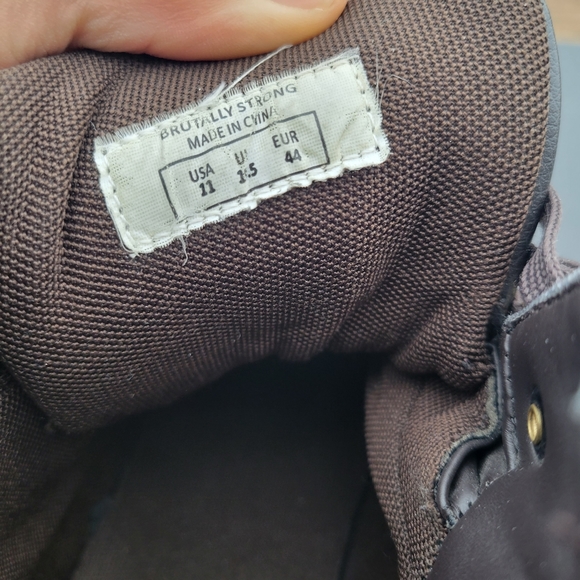 BRUTALLY STRONG
MADE IN CHINA
USA EUR
11 44